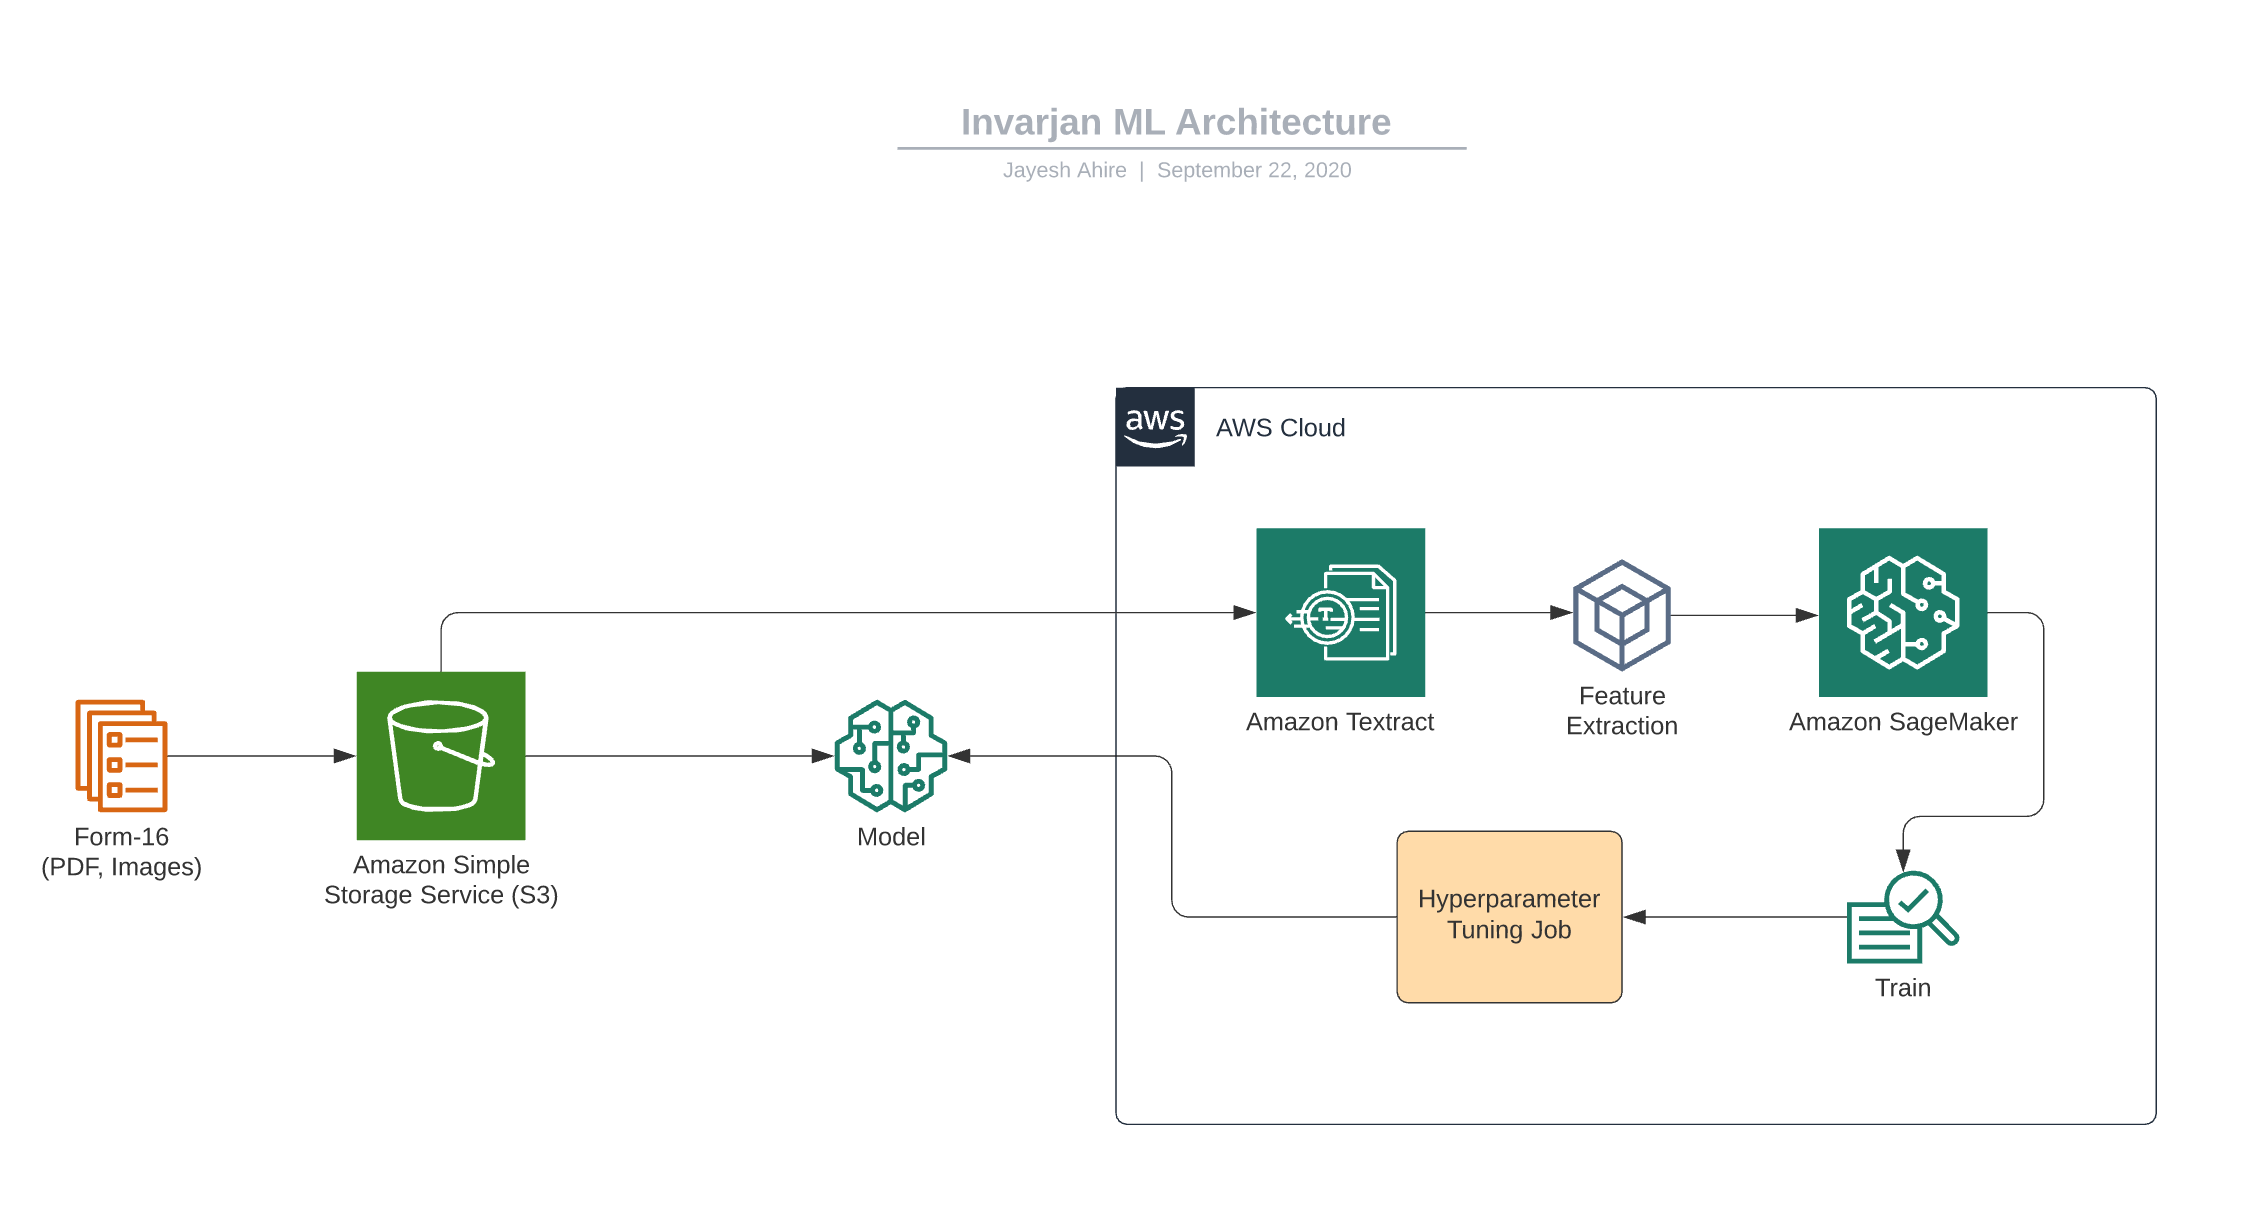 Invarjan ML Architecture
Jayesh Ahire | September 22, 2020
aws
AWS Cloud
T
Amazon Textract
Feature
Extraction
Amazon SageMaker
Form-16
(PDF, Images)
Amazon Simple
Storage Service (S3)
Model
Hyperparameter
Tuning Job
Train